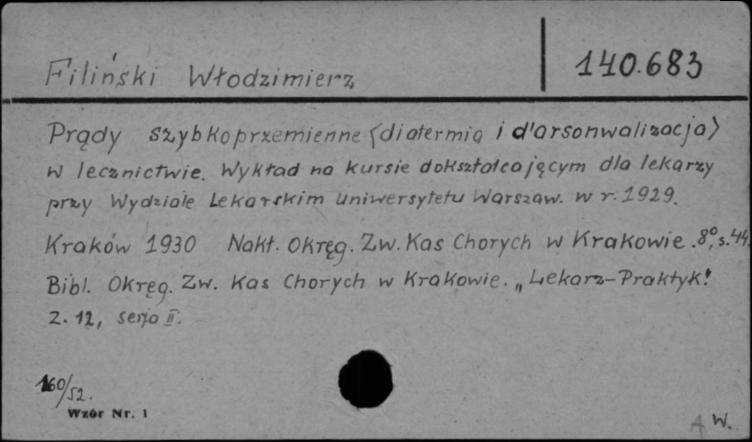 Filiński Włodzimierz
140.683
Prądy szybkoprzemienne (diatermia i d'arsonwalizacja)
w lecznictwie. Wykład na kursie dokształcającym dla lekarzy
przy Wydziale Lekarskim Uniwersytetu Warszaw. w r. 1929.
Kraków 1930 Nakł. Okręg. Zw. Kas Chorych w Krakowie. 8°, s. 44.
Bibl. Okręg. Zw. Kas Chorych w Krakowie. „Lekarz-Praktyk"
Z. 12, serja II.
160/52.
Wzór Nr. 1
A W.